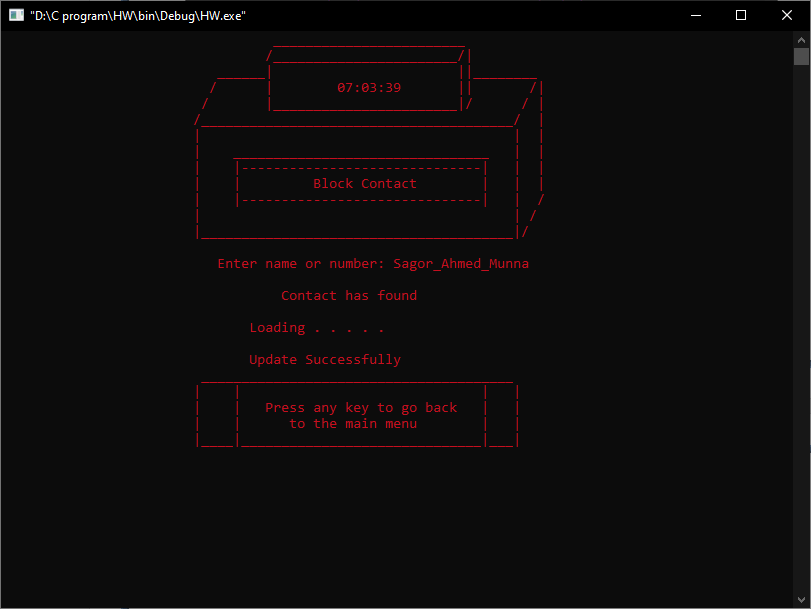 "D:\C program\HW\bin\Debug\HW.exe"
07:03:39
Block Contact
Enter name or number: Sagor_Ahmed_Munna
Contact has found
Loading . . . . .
Update Successfully
Press any key to go back
to the main menu